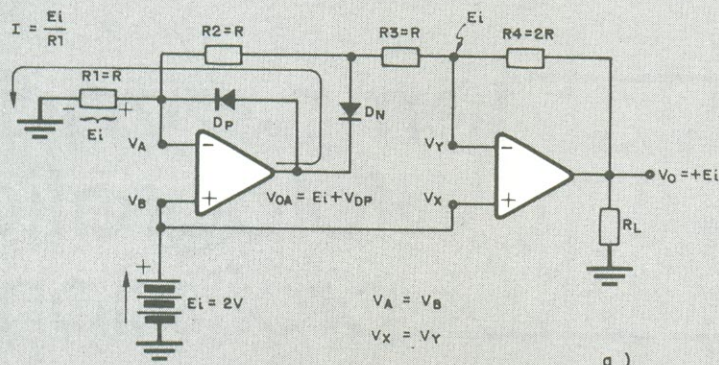 I = Ei / R1
R2=R
R3=R
Ei
R4=2R
R1=R
− +
Ei
DP
DN
VA
−
VY
−
VB
+
VOA = Ei + VDP
VX
+
VO=+Ei
RL
+
Ei = 2V
VA = VB
VX = VY
a )